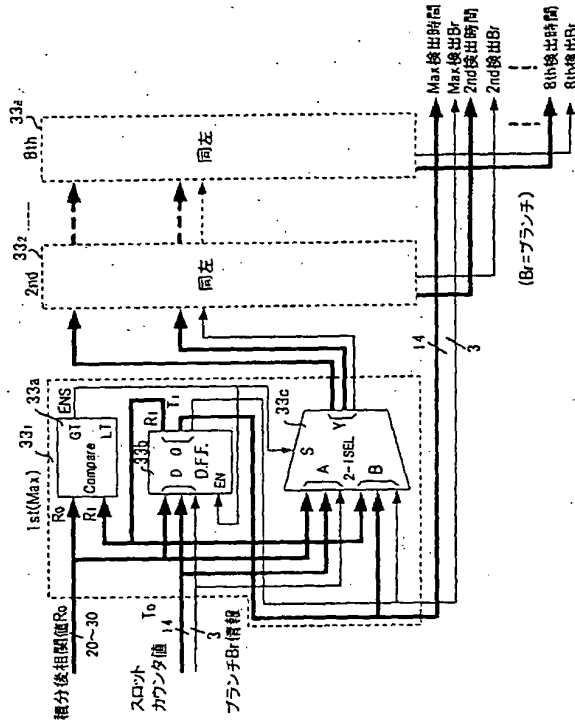 積分後相関値R0
20~30
スロット
カウンタ値
14
T0
3
ブランチBr情報
1st(Max)
33₁
33a
ENS
R0
R1
GT
LT
Compare
33b
R1
T1
D
Q
D.F.F.
EN
33c
S
A
B
2-1SEL
Y
2nd
33₂
同左
8th
33₈
同左
14
3
Max検出時間
Max検出Br
2nd検出時間
2nd検出Br
8th検出時間
8th検出Br
(Br=ブランチ)